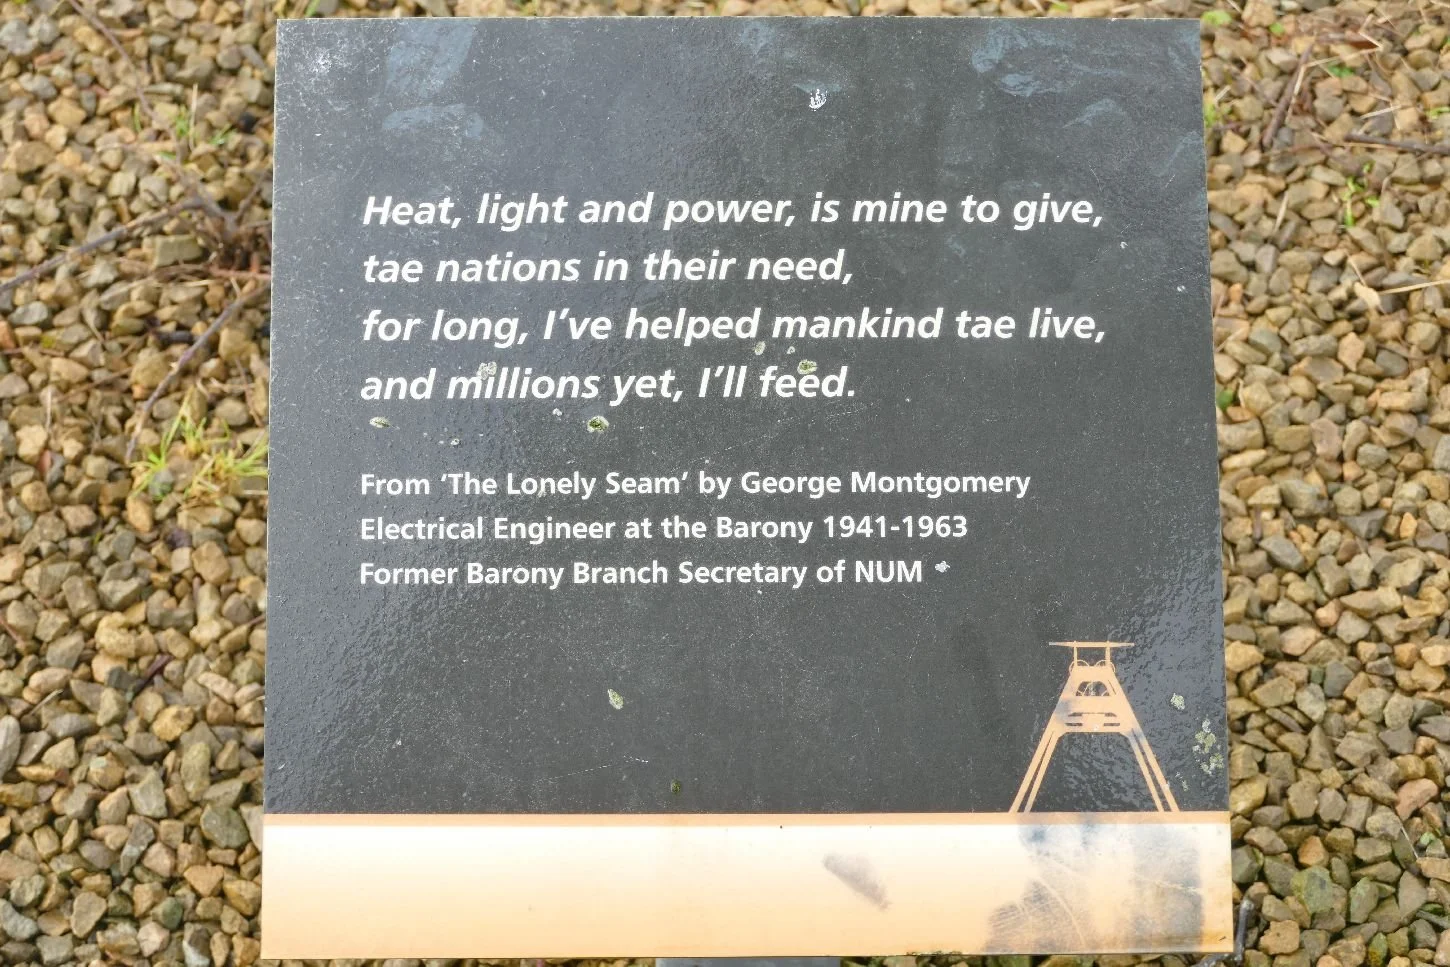 Heat, light and power, is mine to give,
tae nations in their need,
for long, I've helped mankind tae live,
and millions yet, I'll feed.
From 'The Lonely Seam' by George Montgomery
Electrical Engineer at the Barony 1941-1963
Former Barony Branch Secretary of NUM